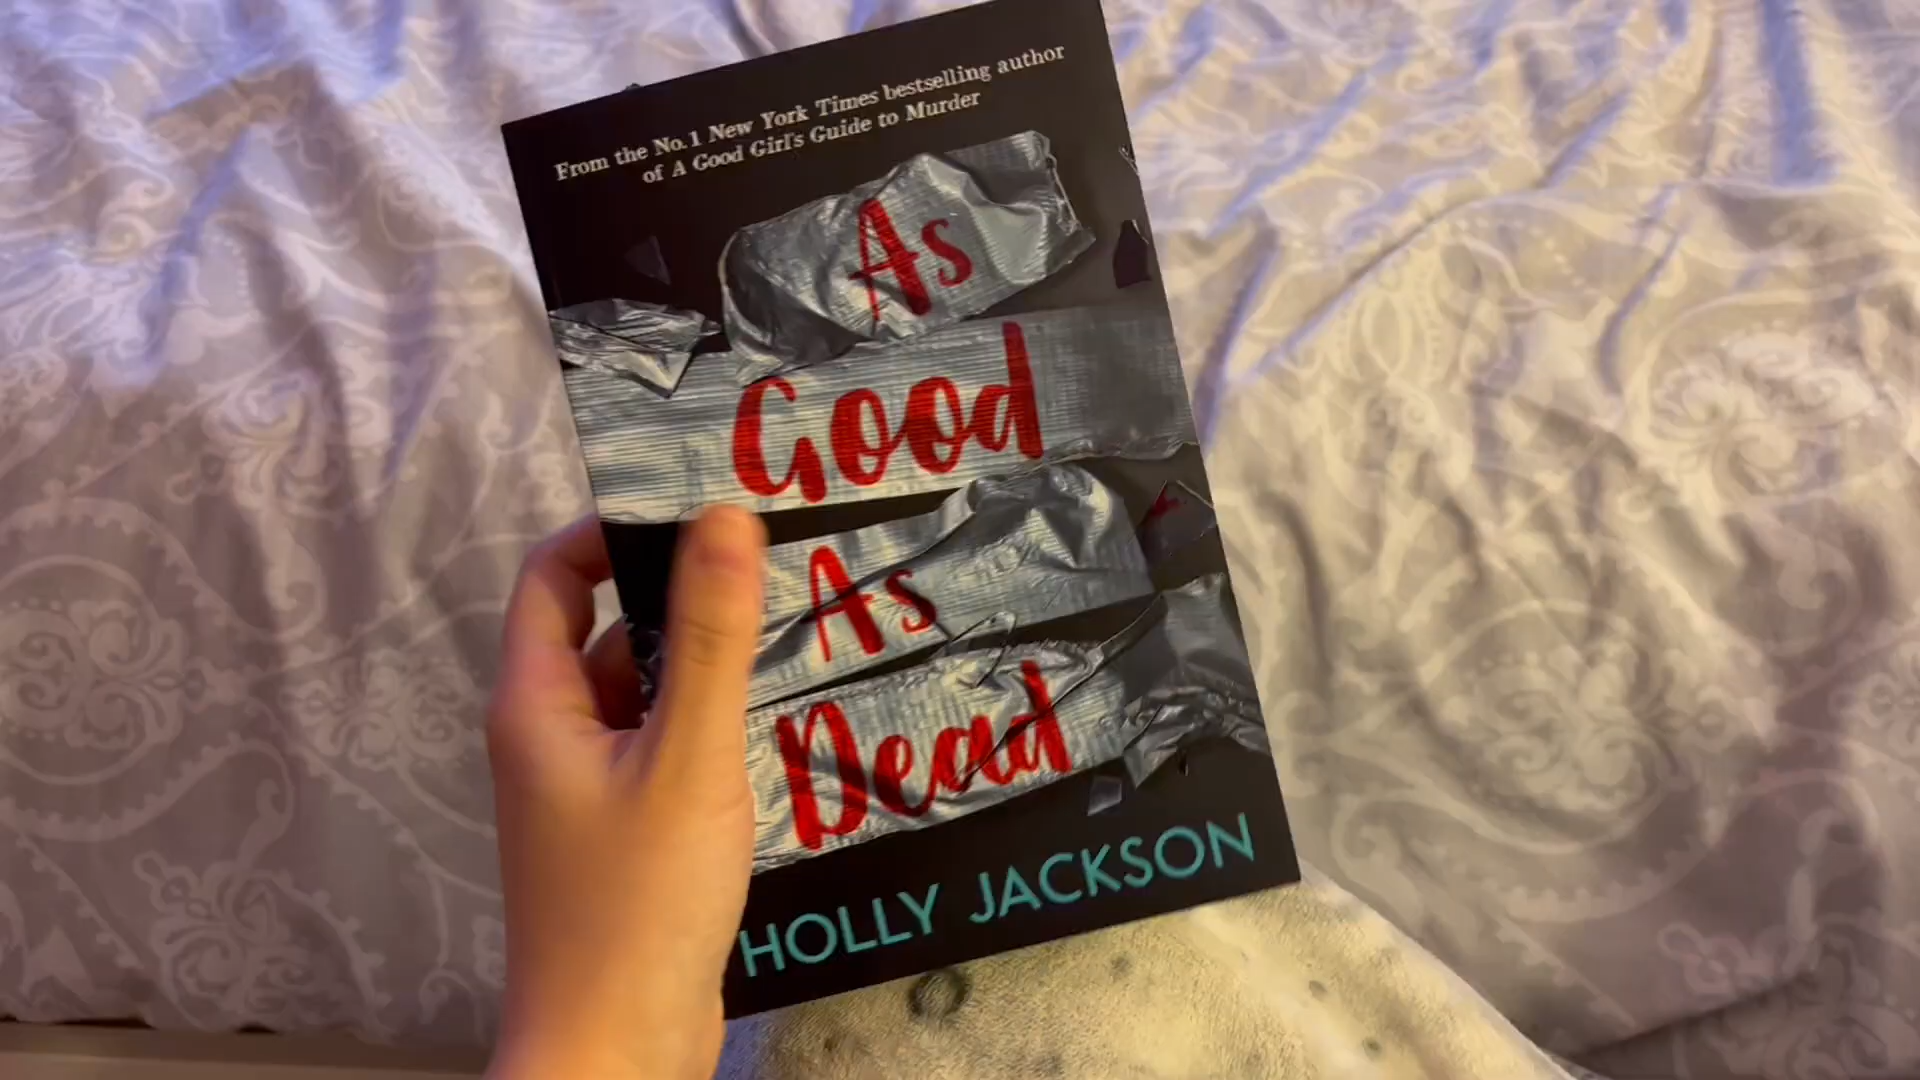 From the No.1 New York Times bestselling author
of A Good Girl's Guide to Murder
As
Good
As
Dead
HOLLY JACKSON